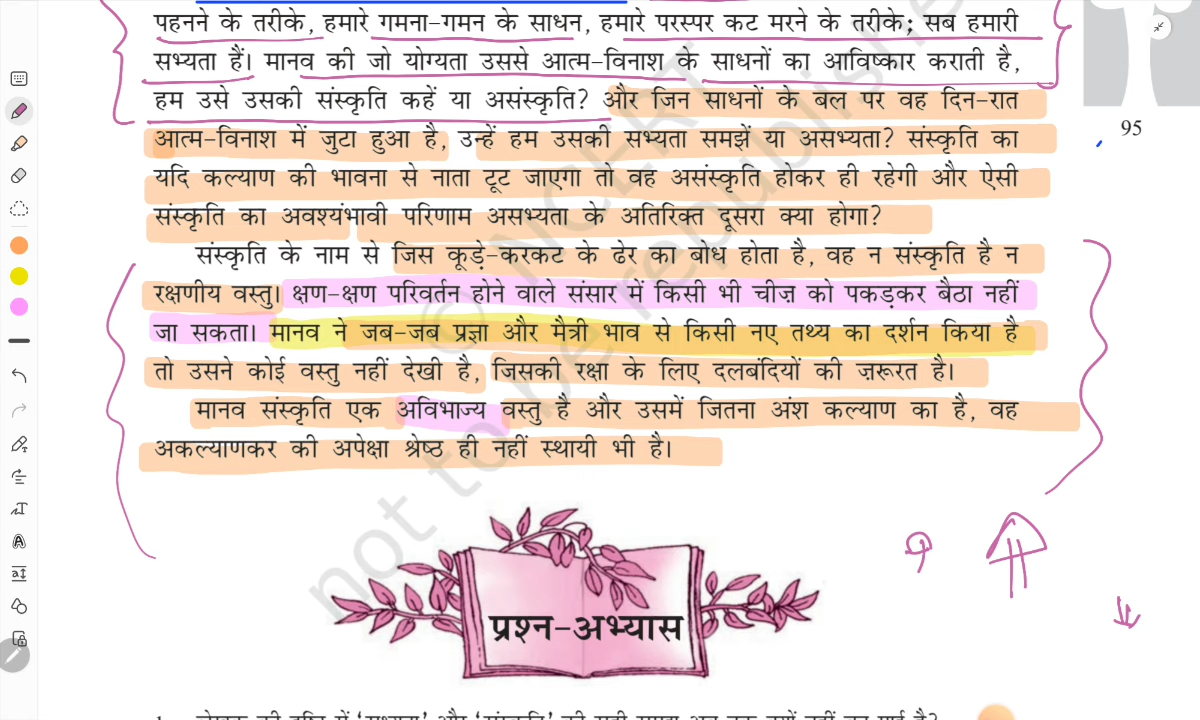 पहनने के तरीके, हमारे गमना-गमन के साधन, हमारे परस्पर कट मरने के तरीके; सब हमारी
सभ्यता हैं। मानव की जो योग्यता उससे आत्म-विनाश के साधनों का आविष्कार कराती है,
हम उसे उसकी संस्कृति कहें या असंस्कृति? और जिन साधनों के बल पर वह दिन-रात
आत्म-विनाश में जुटा हुआ है, उन्हें हम उसकी सभ्यता समझें या असभ्यता? संस्कृति का
यदि कल्याण की भावना से नाता टूट जाएगा तो वह असंस्कृति होकर ही रहेगी और ऐसी
संस्कृति का अवश्यंभावी परिणाम असभ्यता के अतिरिक्त दूसरा क्या होगा?
95
संस्कृति के नाम से जिस कूड़े-करकट के ढेर का बोध होता है, वह न संस्कृति है न
रक्षणीय वस्तु। क्षण-क्षण परिवर्तन होने वाले संसार में किसी भी चीज़ को पकड़कर बैठा नहीं
जा सकता। मानव ने जब-जब प्रज्ञा और मैत्री भाव से किसी नए तथ्य का दर्शन किया है
तो उसने कोई वस्तु नहीं देखी है, जिसकी रक्षा के लिए दलबंदियों की ज़रूरत है।
मानव संस्कृति एक अविभाज्य वस्तु है और उसमें जितना अंश कल्याण का है, वह
अकल्याणकर की अपेक्षा श्रेष्ठ ही नहीं स्थायी भी है।
© NCERT
not to be republished
प्रश्न-अभ्यास